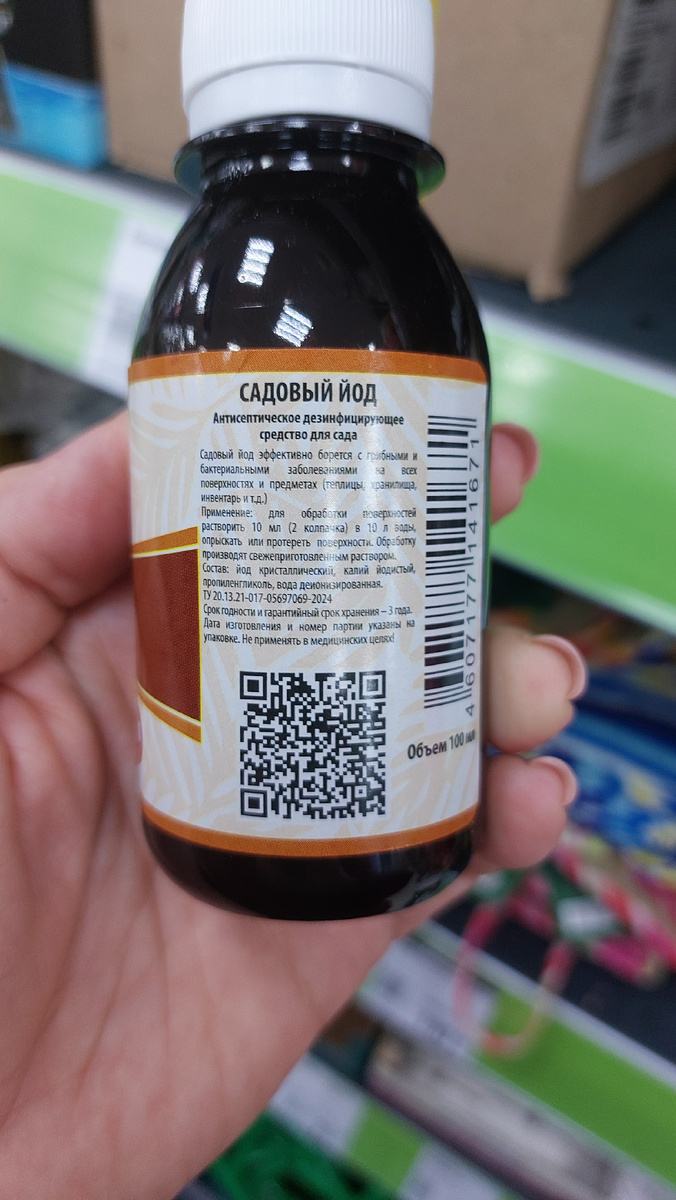 САДОВЫЙ ЙОД
Антисептическое дезинфицирующее
средство для сада
Садовый йод эффективно борется с грибными и
бактериальными заболеваниями на всех
поверхностях и предметах (теплицы, хранилища,
инвентарь и т.д.)
Применение: для обработки поверхностей
растворить 10 мл (2 колпачка) в 10 л воды,
опрыскать или протереть поверхности. Обработку
производят свежеприготовленным раствором.
Состав: йод кристаллический, калий йодистый,
пропиленгликоль, вода деионизированная.
ТУ 20.13.21-017-05697069-2024
Срок годности и гарантийный срок хранения – 3 года.
Дата изготовления и номер партии указаны на
упаковке. Не применять в медицинских целях!
4 607177 141671
Объем 100 мл